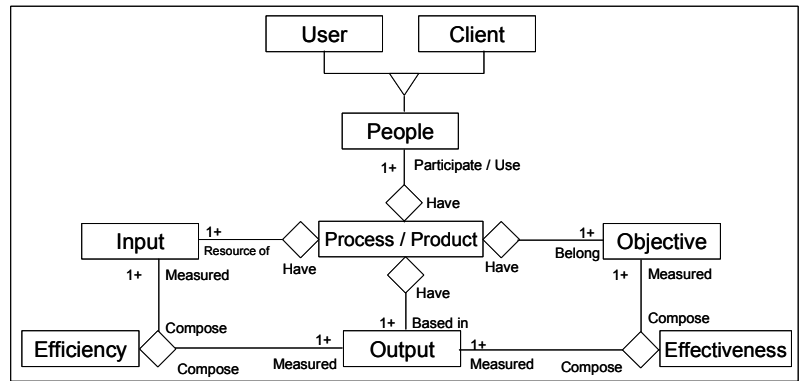 User Client
People
1+ Participate / Use
Have
Input 1+ Resource of Have Process / Product Have 1+ Belong Objective
1+ Measured Have 1+ Measured
1+ Based in
Compose Compose
Efficiency Compose 1+ Measured Output 1+ Measured Compose Effectiveness